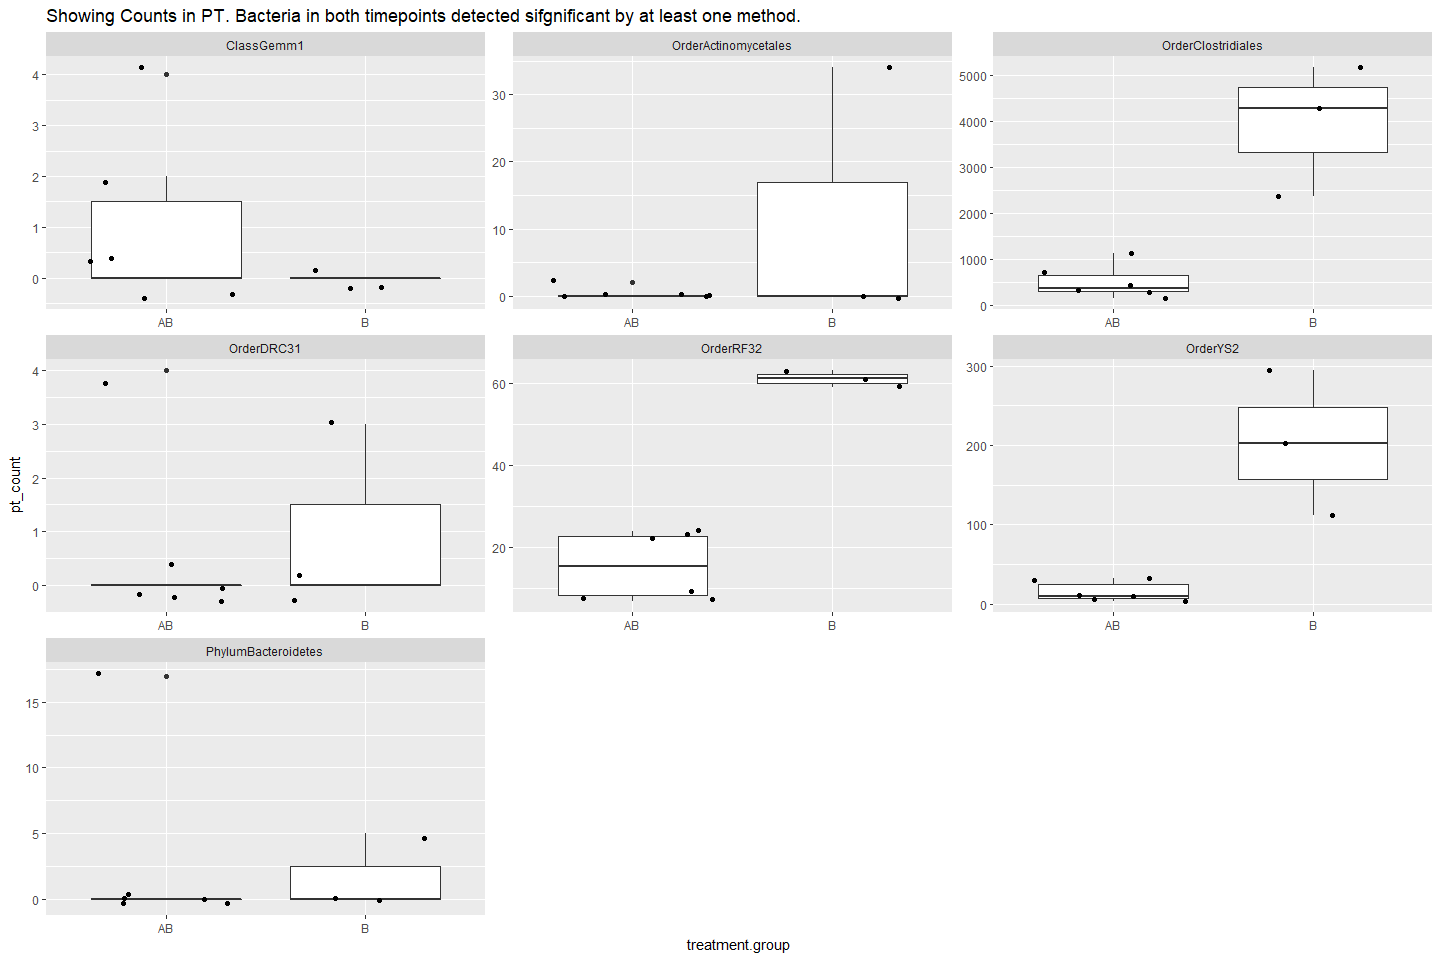 Showing Counts in PT. Bacteria in both timepoints detected sifgnificant by at least one method.
ClassGemm1
OrderActinomycetales
OrderClostridiales
4
3
2
1
0
30
20
10
0
5000
4000
3000
2000
1000
0
AB
B
AB
B
AB
B
OrderDRC31
OrderRF32
OrderYS2
4
3
2
1
0
60
40
20
300
200
100
0
AB
B
AB
B
AB
B
pt_count
PhylumBacteroidetes
15
10
5
0
AB
B
treatment.group